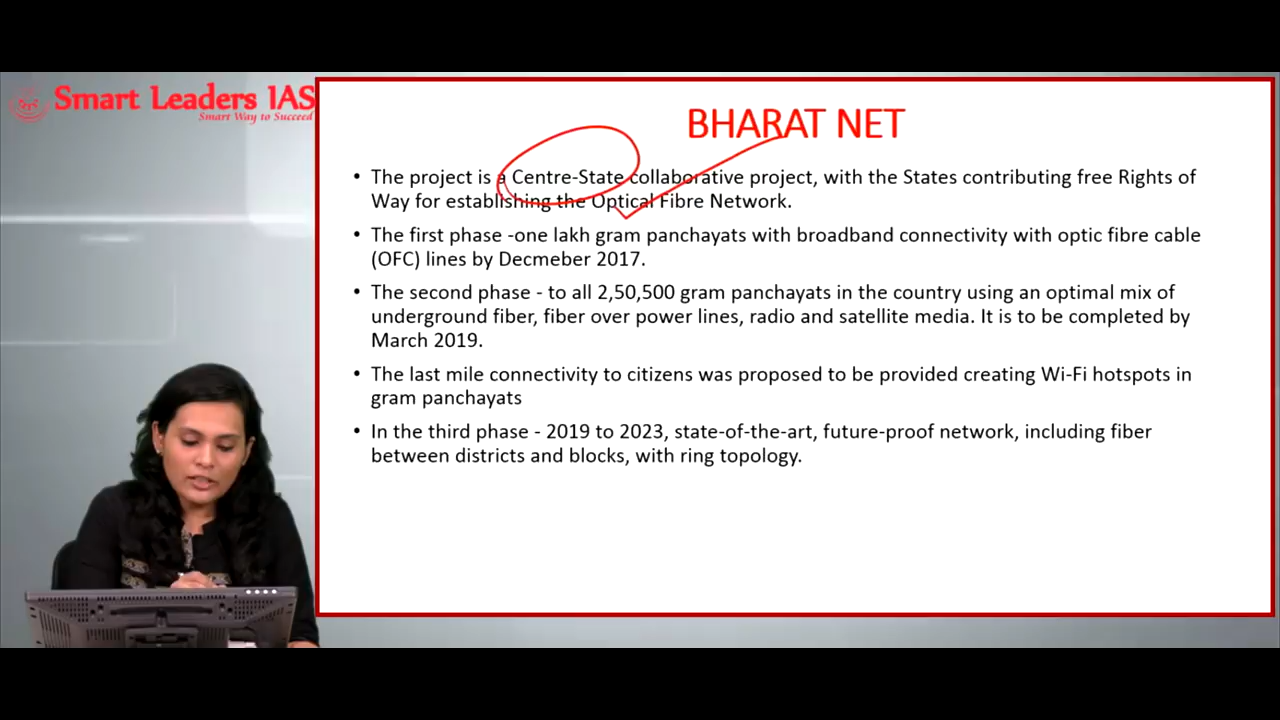 Smart Leaders IAS
Smart Way to Succeed
BHARAT NET
• The project is a Centre-State collaborative project, with the States contributing free Rights of
Way for establishing the Optical Fibre Network.
• The first phase -one lakh gram panchayats with broadband connectivity with optic fibre cable
(OFC) lines by Decmeber 2017.
• The second phase - to all 2,50,500 gram panchayats in the country using an optimal mix of
underground fiber, fiber over power lines, radio and satellite media. It is to be completed by
March 2019.
• The last mile connectivity to citizens was proposed to be provided creating Wi-Fi hotspots in
gram panchayats
• In the third phase - 2019 to 2023, state-of-the-art, future-proof network, including fiber
between districts and blocks, with ring topology.